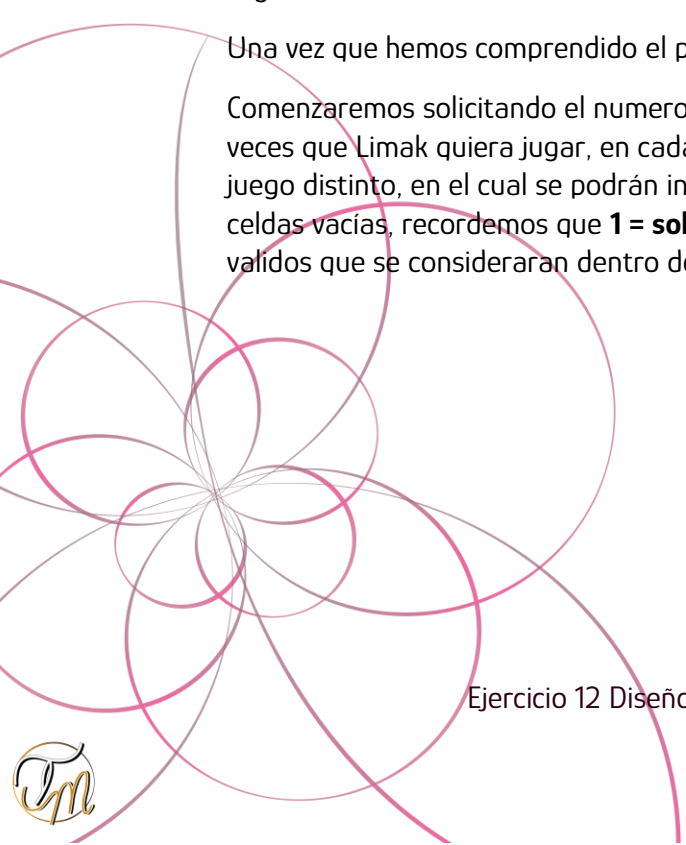 Una vez que hemos comprendido el p
Comenzaremos solicitando el numero
veces que Limak quiera jugar, en cada
juego distinto, en el cual se podrán in
celdas vacías, recordemos que 1 = sol
validos que se consideraran dentro de
Ejercicio 12 Diseño
TM